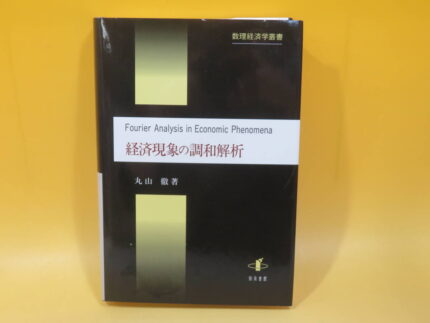 数理経済学叢書
Fourier Analysis in Economic Phenomena
経済現象の調和解析
丸山 徹 著